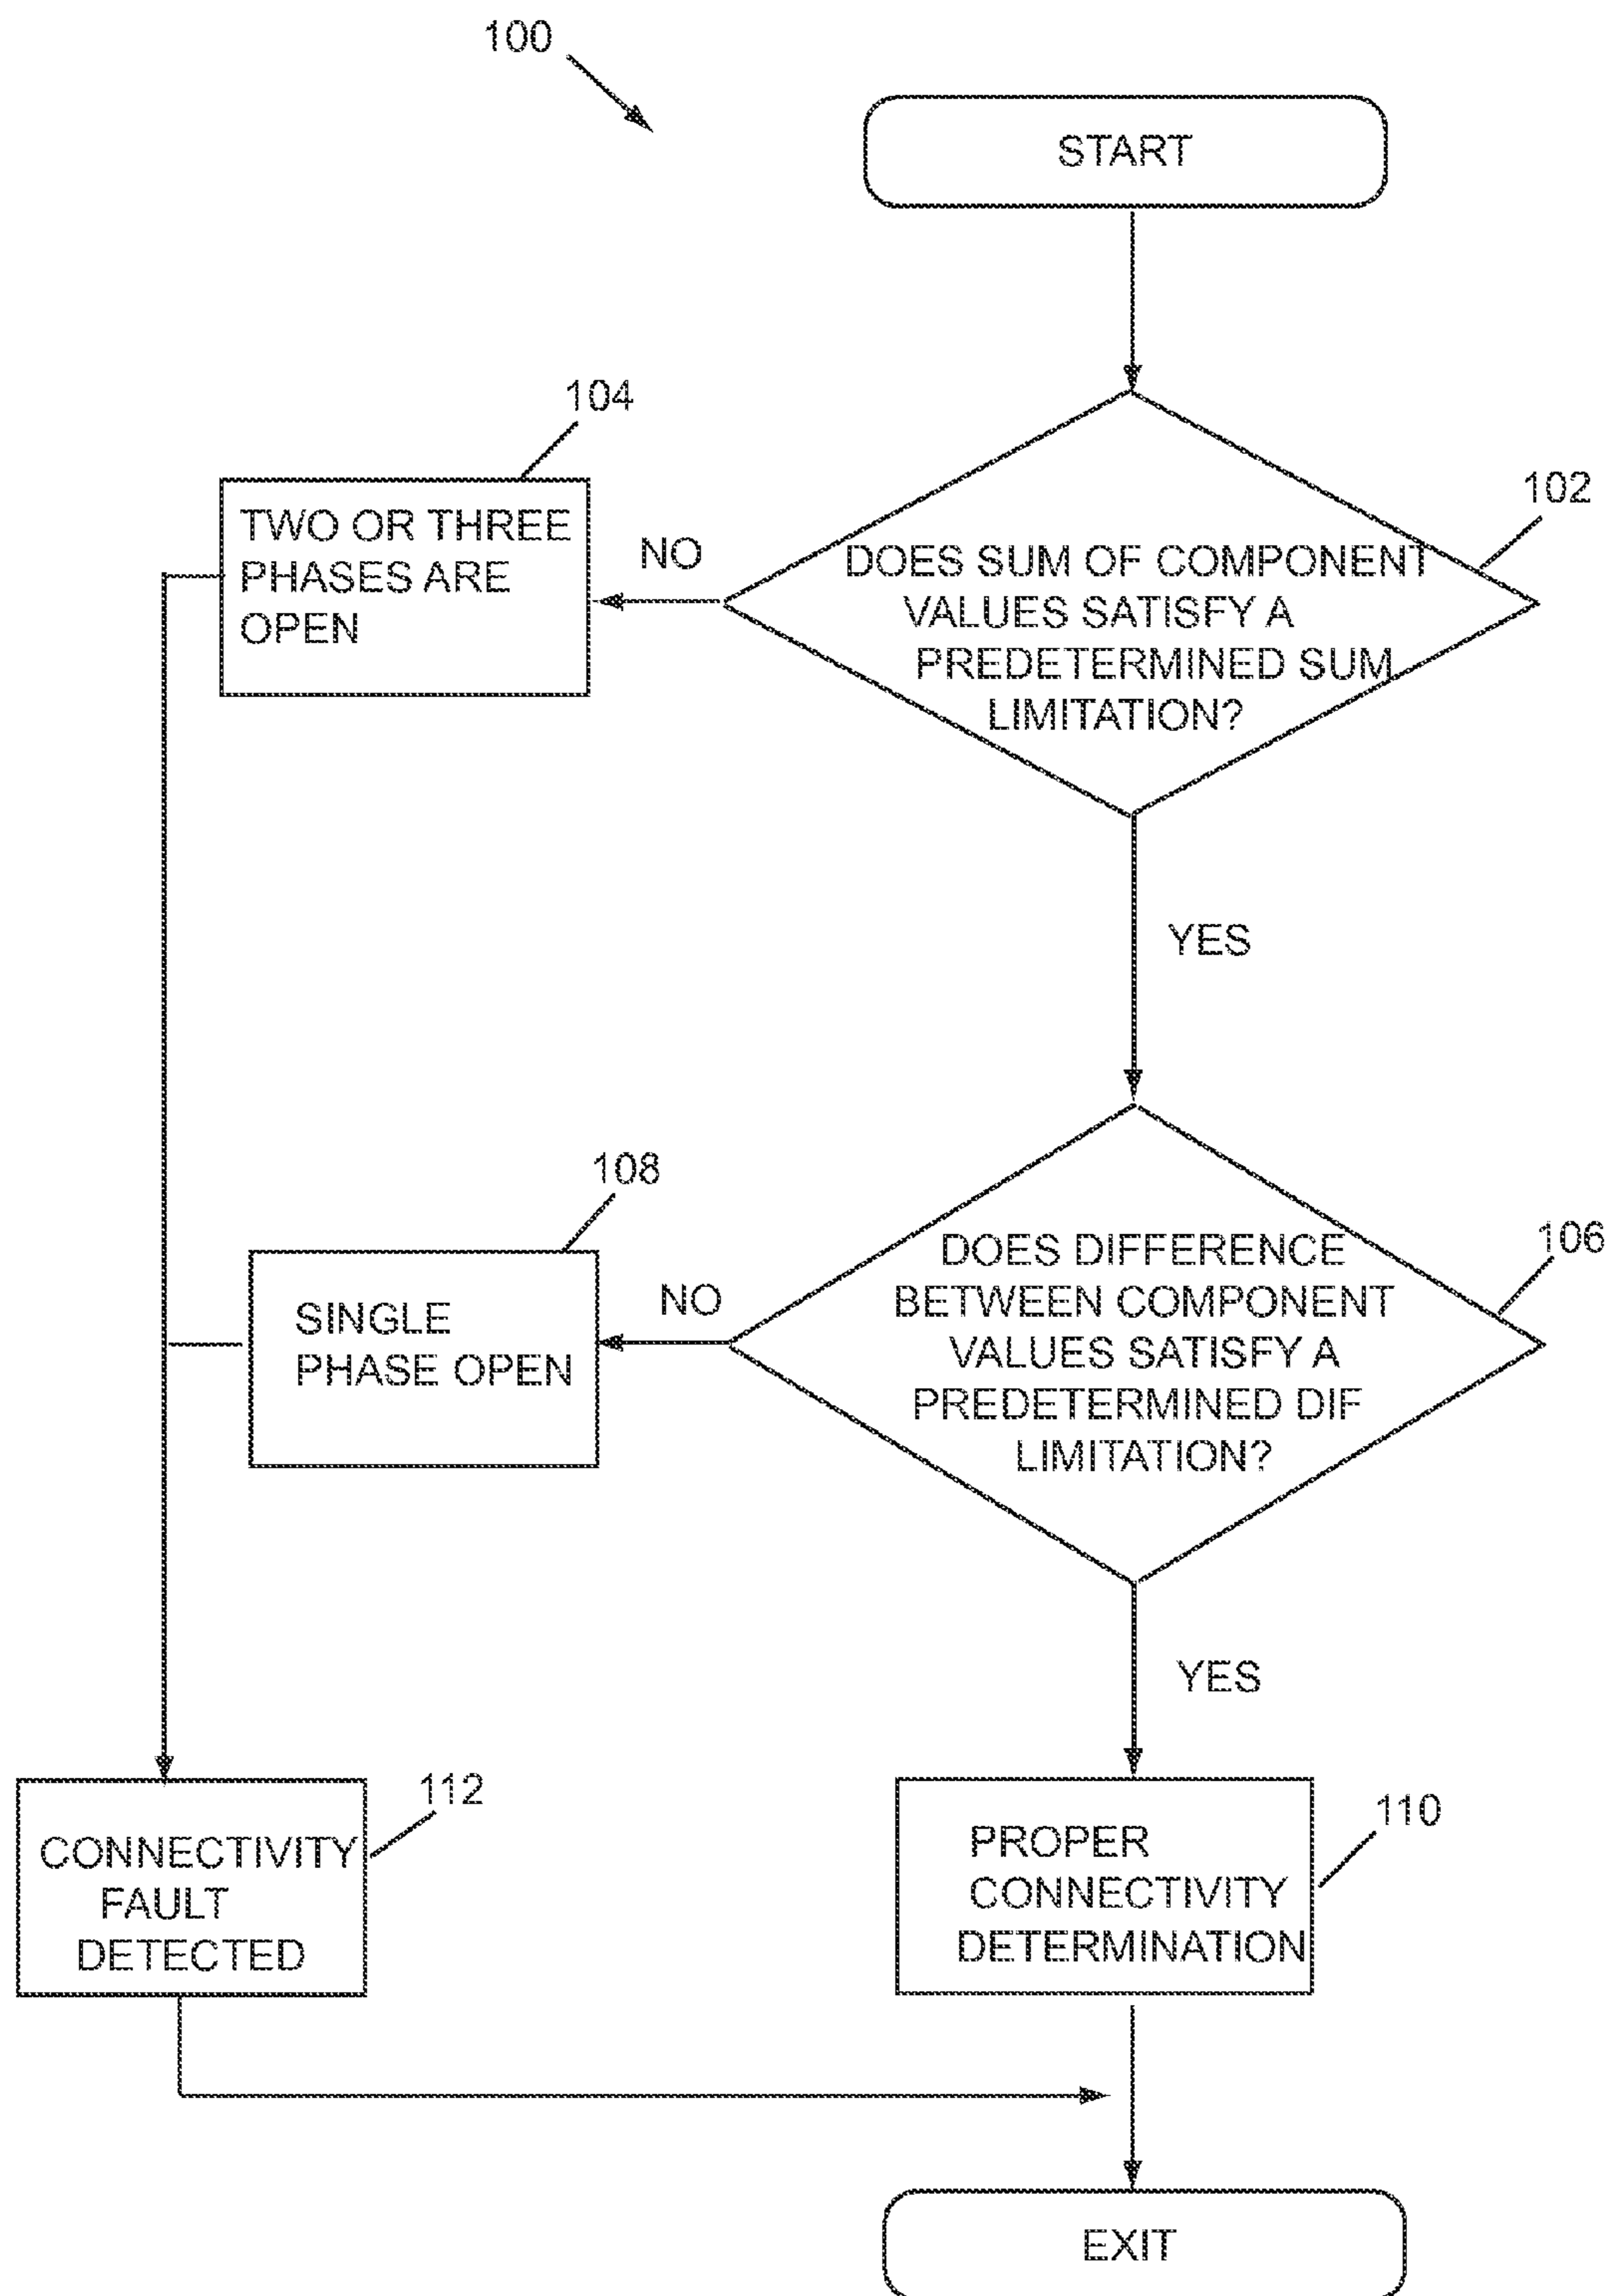 100
START
104
102
TWO OR THREE
PHASES ARE
OPEN
NO
DOES SUM OF COMPONENT
VALUES SATISFY A
PREDETERMINED SUM
LIMITATION?
YES
108
106
SINGLE
PHASE OPEN
NO
DOES DIFFERENCE
BETWEEN COMPONENT
VALUES SATISFY A
PREDETERMINED DIF
LIMITATION?
YES
112
110
CONNECTIVITY
FAULT
DETECTED
PROPER
CONNECTIVITY
DETERMINATION
EXIT